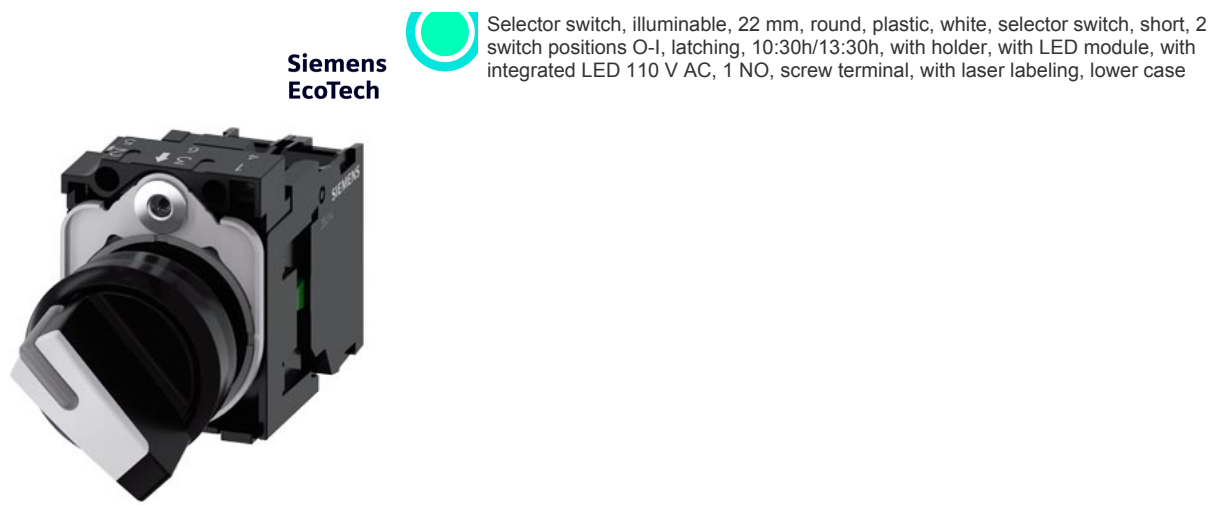 Selector switch, illuminable, 22 mm, round, plastic, white, selector switch, short, 2
switch positions O-I, latching, 10:30h/13:30h, with holder, with LED module, with
integrated LED 110 V AC, 1 NO, screw terminal, with laser labeling, lower case
Siemens
EcoTech
SIEMENS